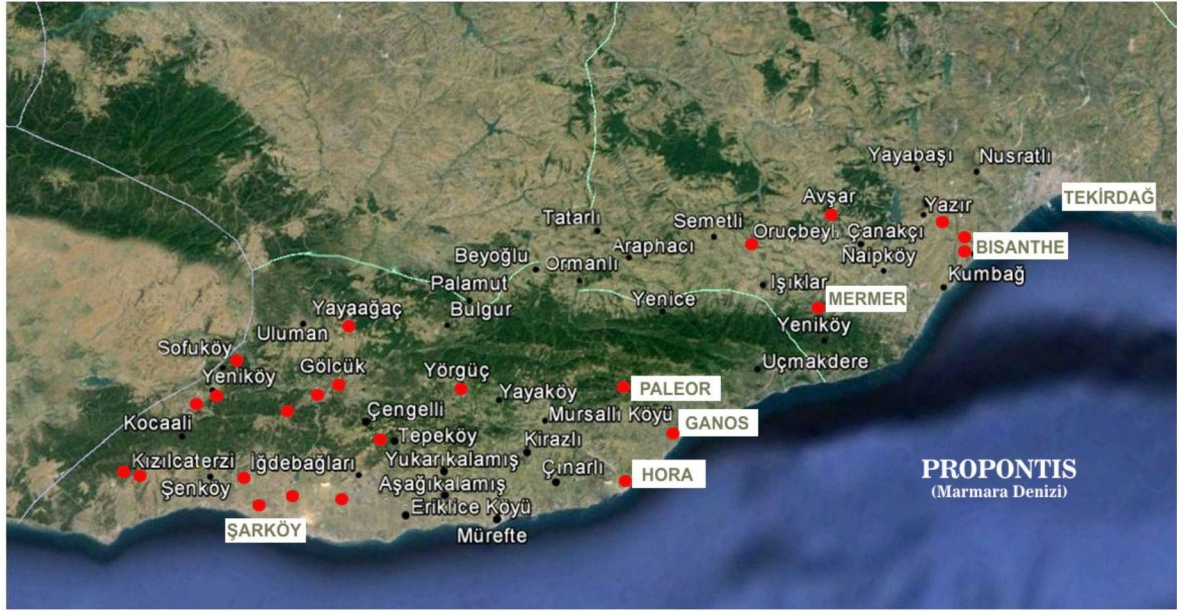 Yayabaşı
Nusratlı
TEKİRDAĞ
Avşar
Yazır
Tatarlı
Semetli
Oruçbeyli
Çanakçı
BISANTHE
Araphacı
Naipköy
Beyoğlu
Ormanlı
Kumbağ
Palamut
Işıklar
Yenice
MERMER
Yayaağaç
Bulgur
Uluman
Yeniköy
Sofuköy
Uçmakdere
Gölcük
Yörgüç
Yeniköy
PALEOR
Yayaköy
Çengelli
Mursallı Köyü
GANOS
Kocaali
Tepeköy
Kirazlı
Kızılcaterzi
İğdebağları
Yukarıkalamış
Çınarlı
HORA
PROPONTIS
(Marmara Denizi)
Şenköy
Aşağıkalamış
Eriklice Köyü
ŞARKÖY
Mürefte